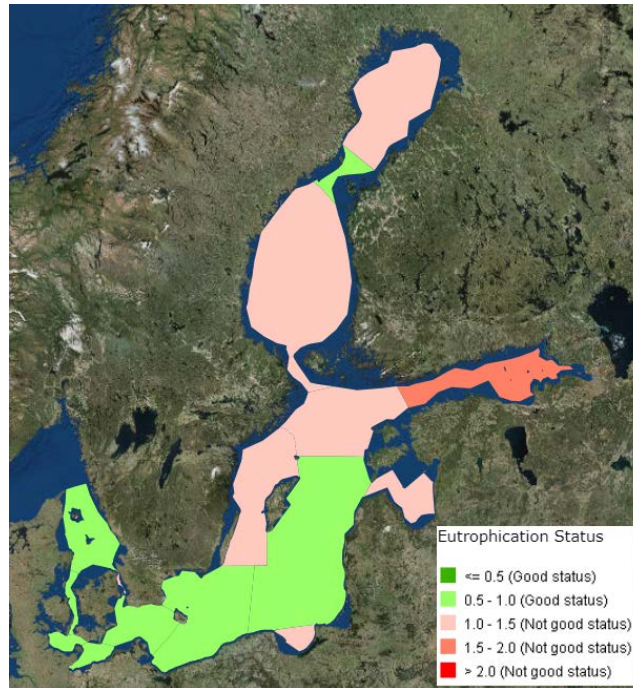 Eutrophication Status
<= 0.5 (Good status)
0.5 - 1.0 (Good status)
1.0 - 1.5 (Not good status)
1.5 - 2.0 (Not good status)
> 2.0 (Not good status)